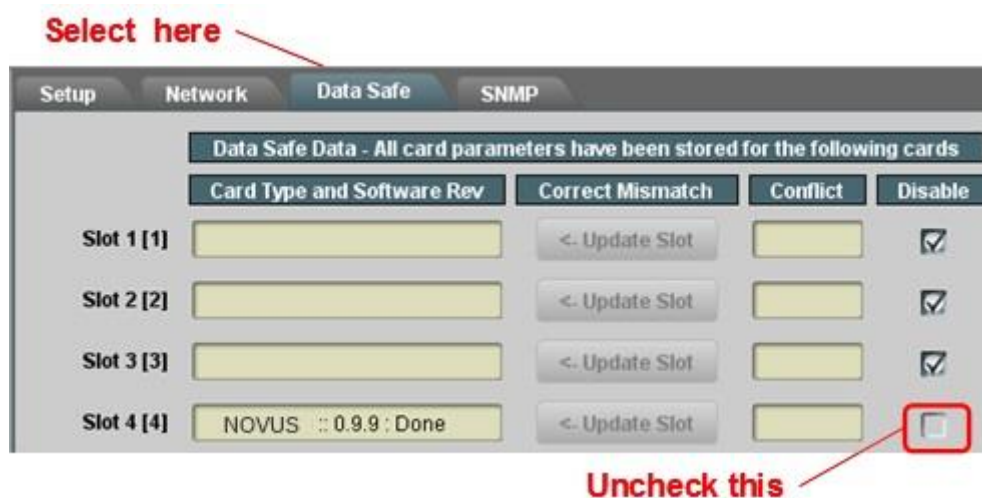 Select here
Setup Network Data Safe SNMP
Data Safe Data - All card parameters have been stored for the following cards
Card Type and Software Rev Correct Mismatch Conflict Disable
Slot 1 [1] <- Update Slot
Slot 2 [2] <- Update Slot
Slot 3 [3] <- Update Slot
Slot 4 [4] NOVUS :: 0.9.9 : Done <- Update Slot
Uncheck this